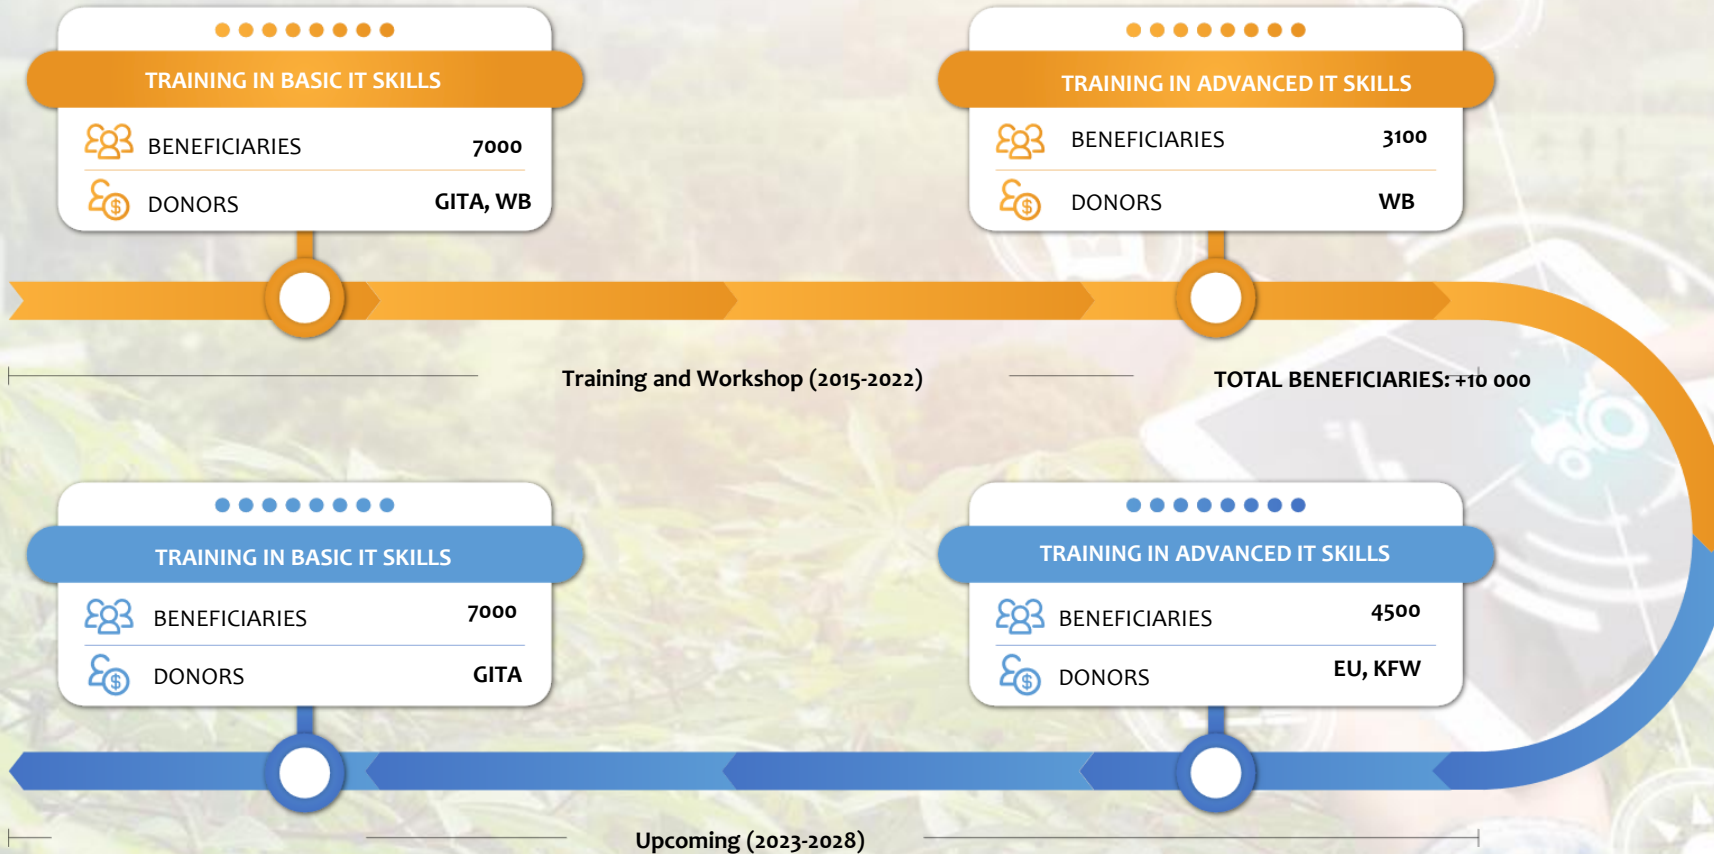 TRAINING IN BASIC IT SKILLS
BENEFICIARIES 7000
DONORS GITA, WB
TRAINING IN ADVANCED IT SKILLS
BENEFICIARIES 3100
DONORS WB
Training and Workshop (2015-2022)
TOTAL BENEFICIARIES: +10 000
TRAINING IN BASIC IT SKILLS
BENEFICIARIES 7000
DONORS GITA
TRAINING IN ADVANCED IT SKILLS
BENEFICIARIES 4500
DONORS EU, KFW
Upcoming (2023-2028)